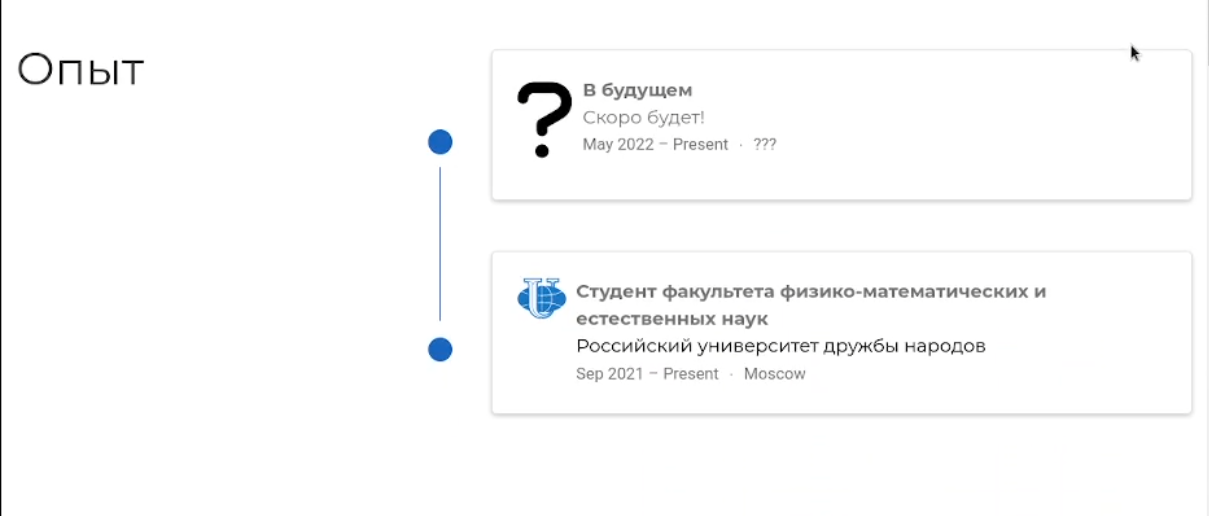 Опыт
В будущем
Скоро будет!
May 2022 – Present · ???
Студент факультета физико-математических и
естественных наук
Российский университет дружбы народов
Sep 2021 – Present · Moscow